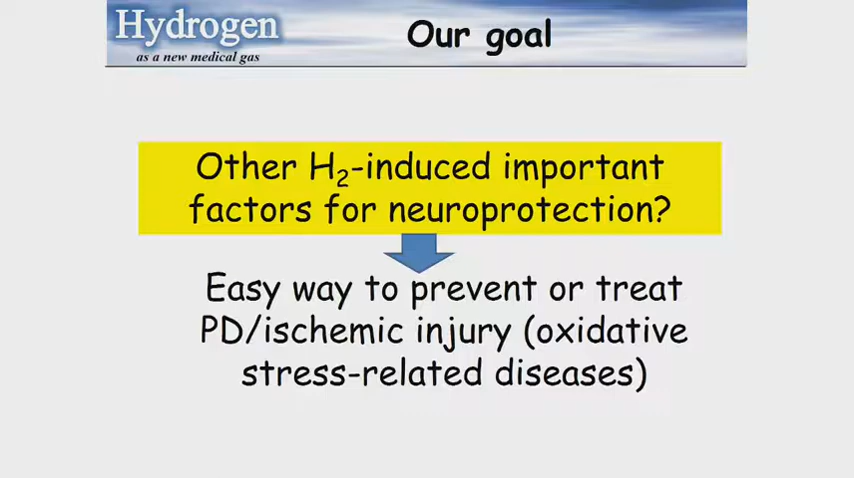 Hydrogen
as a new medical gas
Our goal
Other H₂-induced important
factors for neuroprotection?
Easy way to prevent or treat
PD/ischemic injury (oxidative
stress-related diseases)